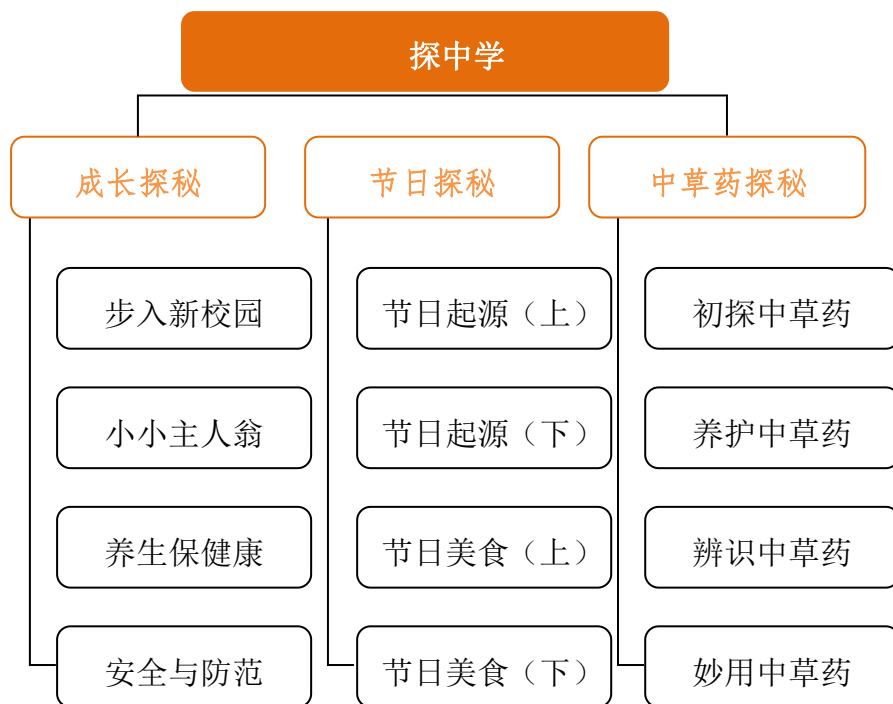 探中学
成长探秘
节日探秘
中草药探秘
步入新校园
节日起源（上）
初探中草药
小小主人翁
节日起源（下）
养护中草药
养生保健康
节日美食（上）
辨识中草药
安全与防范
节日美食（下）
妙用中草药